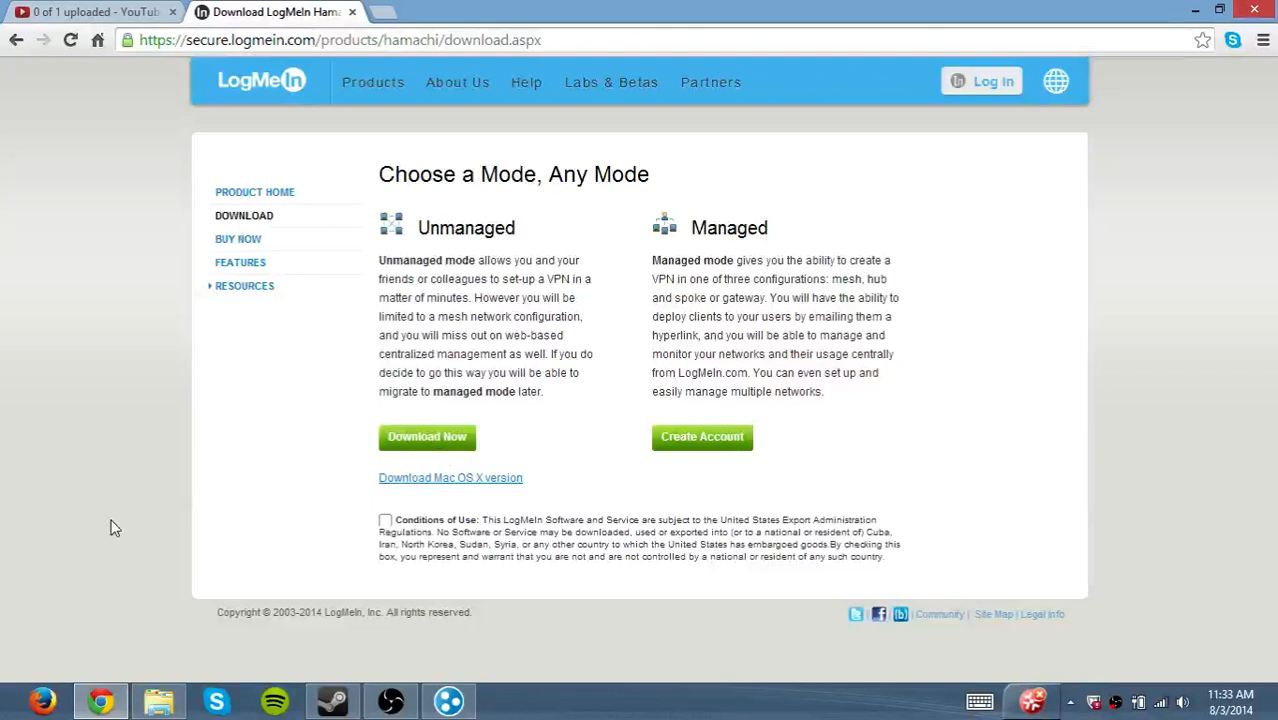 0 of 1 uploaded - YouTub
Download LogMeIn Hama
https://secure.logmein.com/products/hamachi/download.aspx
LogMeIn
Products
About Us
Help
Labs & Betas
Partners
in
Log In
Choose a Mode, Any Mode
PRODUCT HOME
DOWNLOAD
BUY NOW
FEATURES
RESOURCES
Unmanaged
Unmanaged mode allows you and your
friends or colleagues to set-up a VPN in a
matter of minutes. However you will be
limited to a mesh network configuration,
and you will miss out on web-based
centralized management as well. If you do
decide to go this way you will be able to
migrate to managed mode later.
Download Now
Download Mac OS X version
Managed
Managed mode gives you the ability to create a
VPN in one of three configurations: mesh, hub
and spoke or gateway. You will have the ability to
deploy clients to your users by emailing them a
hyperlink, and you will be able to manage and
monitor your networks and their usage centrally
from LogMeIn.com. You can even set up and
easily manage multiple networks.
Create Account
Conditions of Use: This LogMeIn Software and Service are subject to the United States Export Administration
Regulations. No Software or Service may be downloaded, used or exported into (or to a national or resident of) Cuba,
Iran, North Korea, Sudan, Syria, or any other country to which the United States has embargoed goods.By checking this
box, you represent and warrant that you are not and are not controlled by a national or resident of any such country.
Copyright © 2003-2014 LogMeIn, Inc. All rights reserved.
Community | Site Map | Legal Info
11:33 AM
8/3/2014